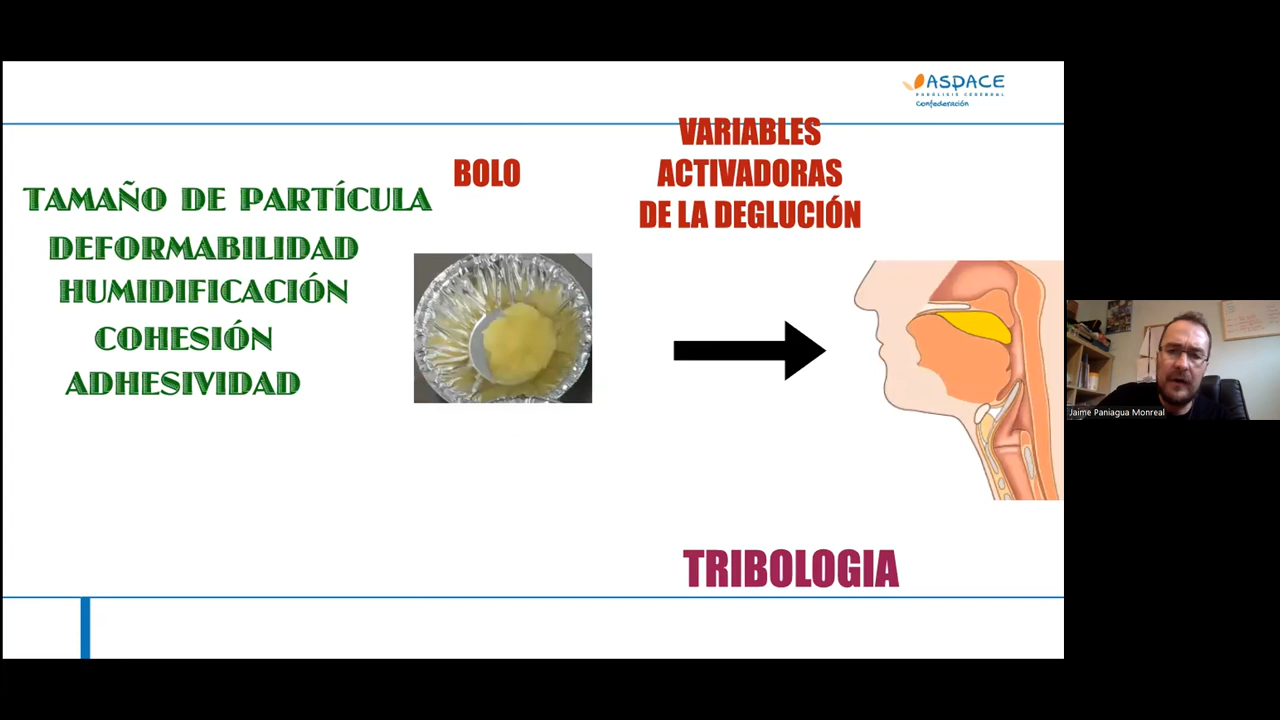 ASPACE
PARÁLISIS CEREBRAL
Confederación
VARIABLES
ACTIVADORAS
DE LA DEGLUCIÓN
BOLO
TAMAÑO DE PARTÍCULA
DEFORMABILIDAD
HUMIDIFICACIÓN
COHESIÓN
ADHESIVIDAD
TRIBOLOGIA
Jaime Paniagua Monreal